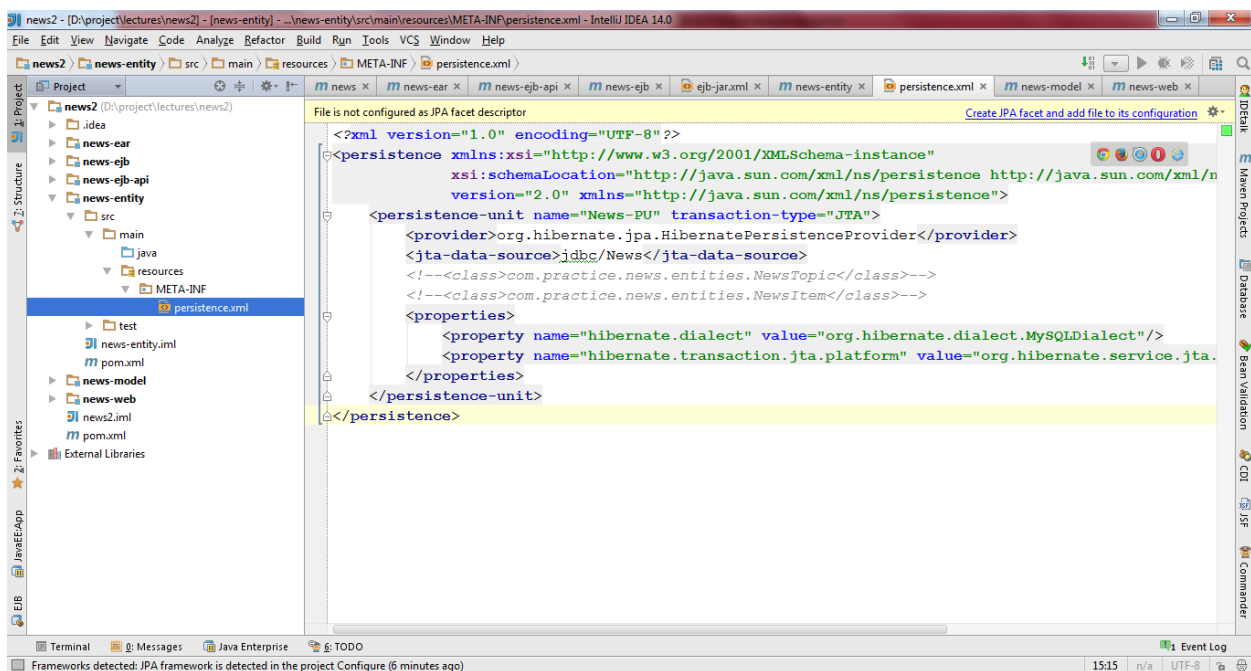 news2 - [D:\project\lectures\news2] - [news-entity] - ...\news-entity\src\main\resources\META-INF\persistence.xml - IntelliJ IDEA 14.0
File Edit View Navigate Code Analyze Refactor Build Run Tools VCS Window Help
news2 news-entity src main resources META-INF persistence.xml
Project
news × news-ear × news-ejb-api × news-ejb × ejb-jar.xml × news-entity × persistence.xml × news-model × news-web ×
File is not configured as JPA facet descriptor Create JPA facet and add file to its configuration
news2 (D:\project\lectures\news2)
.idea
news-ear
news-ejb
news-ejb-api
news-entity
src
main
java
resources
META-INF
persistence.xml
test
news-entity.iml
pom.xml
news-model
news-web
news2.iml
pom.xml
External Libraries
<?xml version="1.0" encoding="UTF-8"?>
<persistence xmlns:xsi="http://www.w3.org/2001/XMLSchema-instance"
xsi:schemaLocation="http://java.sun.com/xml/ns/persistence http://java.sun.com/xml/n
version="2.0" xmlns="http://java.sun.com/xml/ns/persistence">
<persistence-unit name="News-PU" transaction-type="JTA">
<provider>org.hibernate.jpa.HibernatePersistenceProvider</provider>
<jta-data-source>jdbc/News</jta-data-source>
<!--<class>com.practice.news.entities.NewsTopic</class>-->
<!--<class>com.practice.news.entities.NewsItem</class>-->
<properties>
<property name="hibernate.dialect" value="org.hibernate.dialect.MySQLDialect"/>
<property name="hibernate.transaction.jta.platform" value="org.hibernate.service.jta.
</properties>
</persistence-unit>
</persistence>
1: Project
7: Structure
2: Favorites
JavaEE:App
EJB
IDEtalk
Maven Projects
Database
Bean Validation
CDI
JSF
Commander
Terminal 0: Messages Java Enterprise 6: TODO 1 Event Log
Frameworks detected: JPA framework is detected in the project Configure (6 minutes ago) 15:15 n/a UTF-8